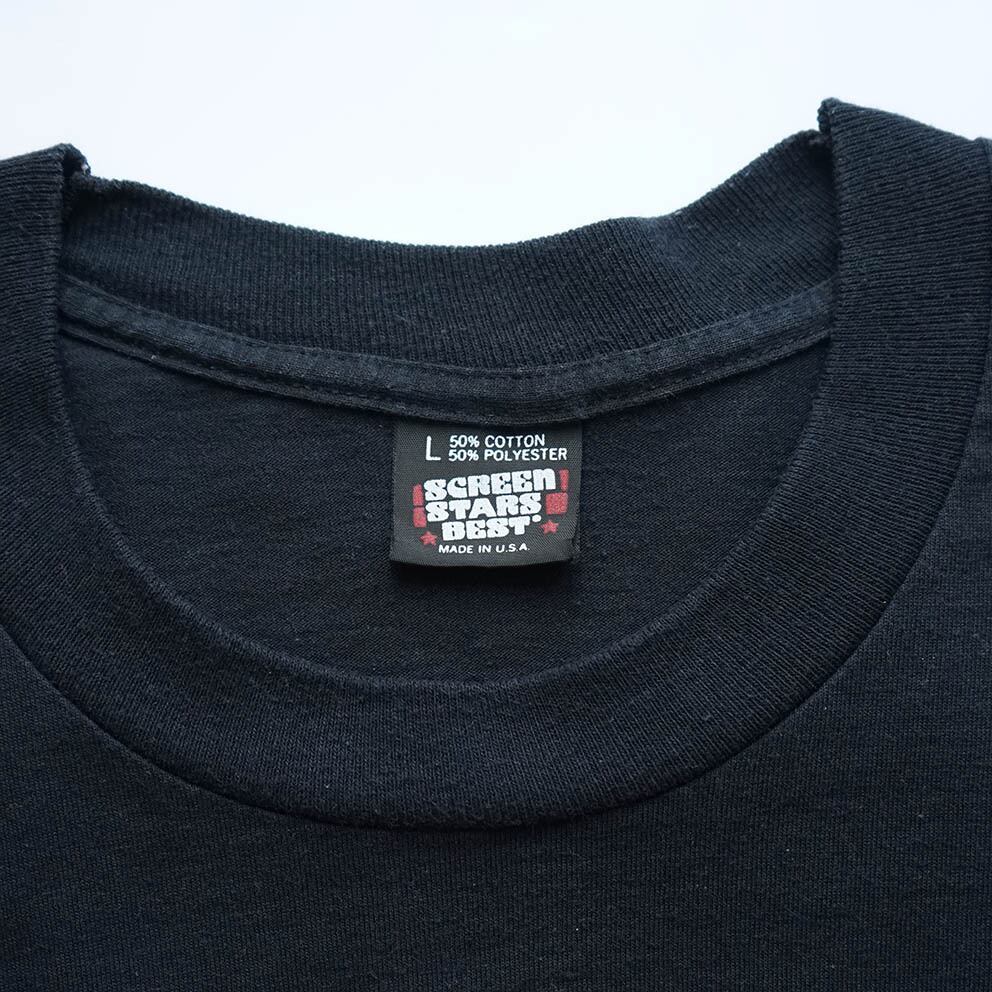 L 50% COTTON
50% POLYESTER
SCREEN
STARS
BEST
MADE IN U.S.A.